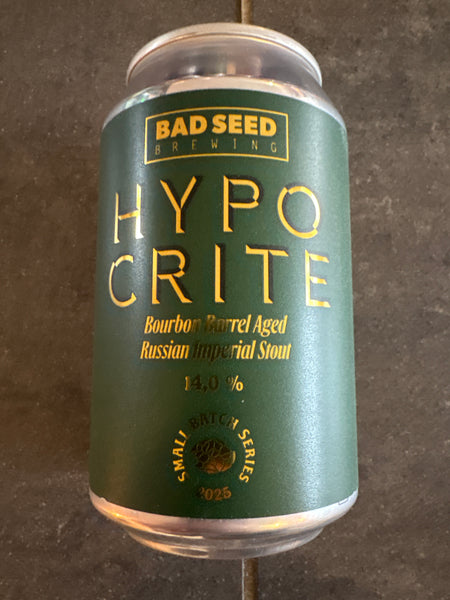 BAD SEED
BREWING
HYPO
CRITE
Bourbon Barrel Aged
Russian Imperial Stout
14,0 %
SMALL BATCH SERIES
2025